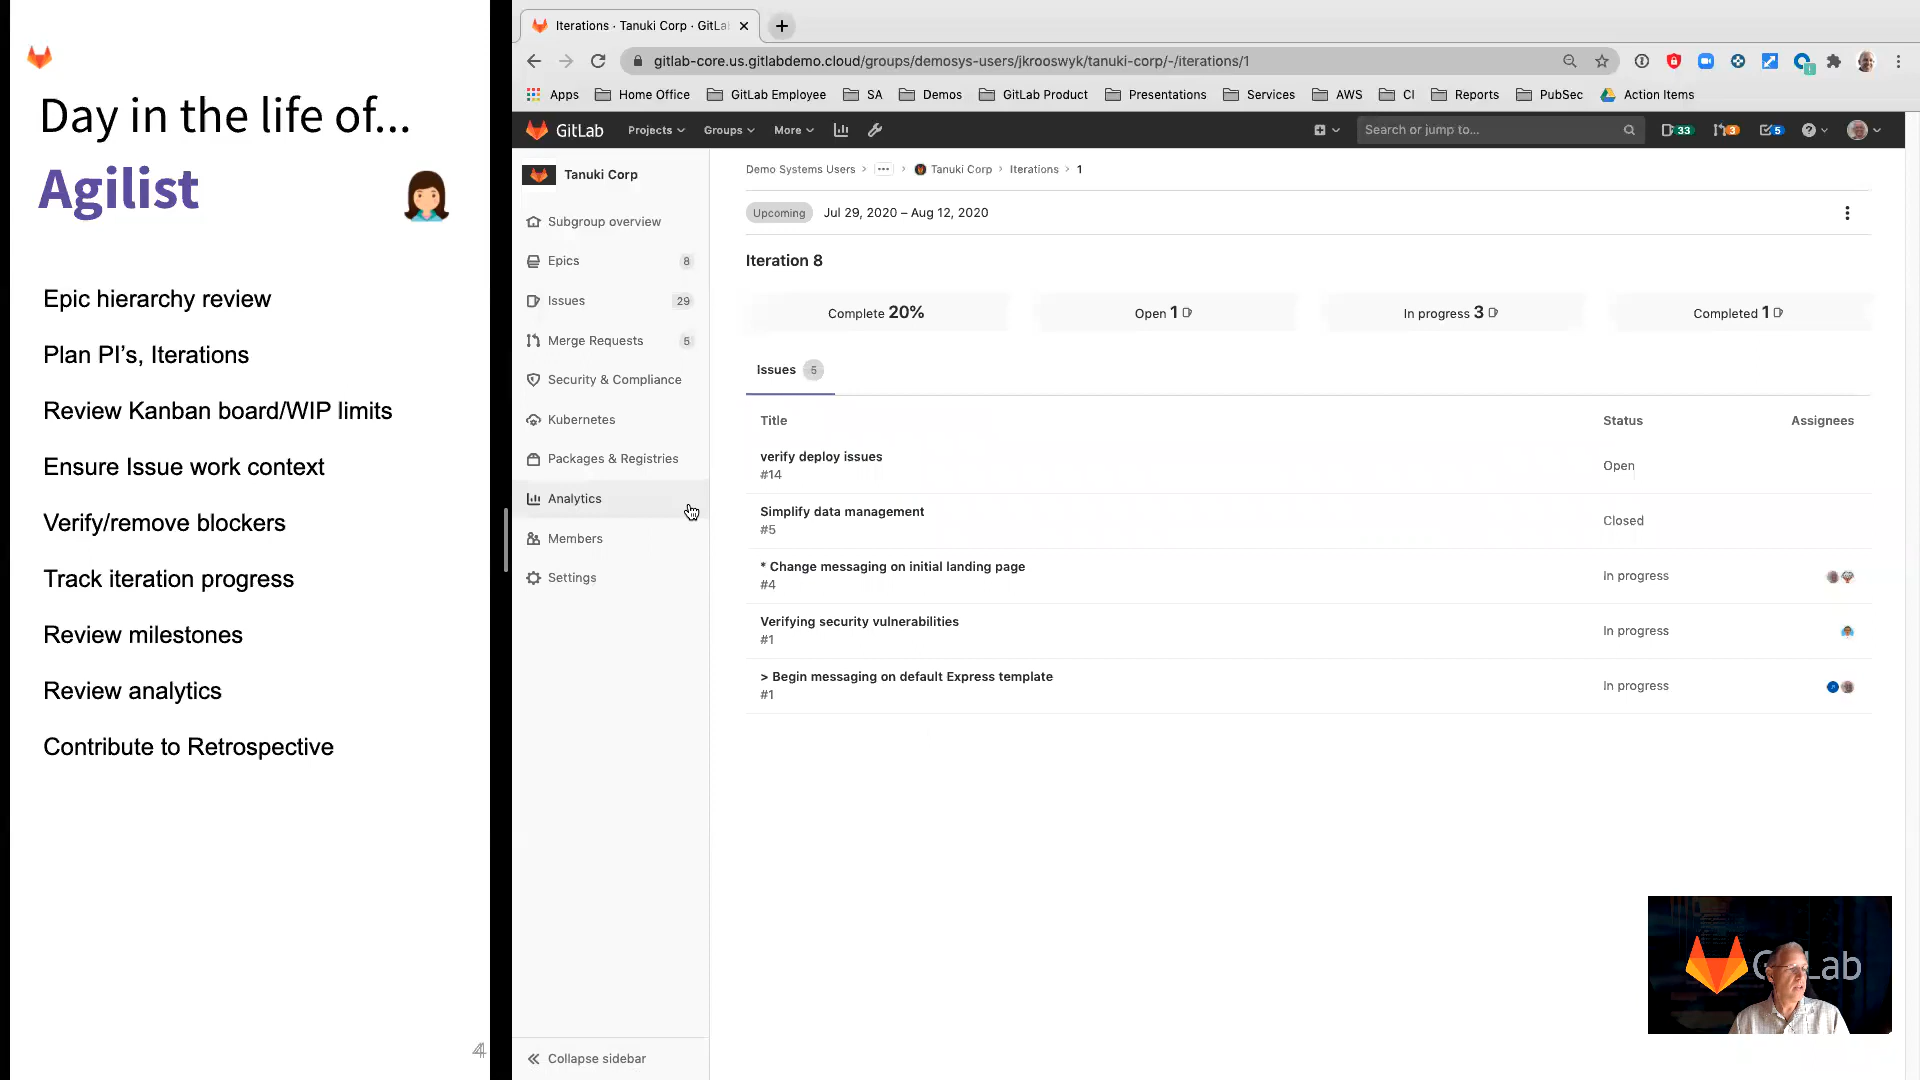 Day in the life of...
Agilist
Epic hierarchy review
Plan PI's, Iterations
Review Kanban board/WIP limits
Ensure Issue work context
Verify/remove blockers
Track iteration progress
Review milestones
Review analytics
Contribute to Retrospective
4
Iterations · Tanuki Corp · GitLa
gitlab-core.us.gitlabdemo.cloud/groups/demosys-users/jkrooswyk/tanuki-corp/-/iterations/1
Apps Home Office GitLab Employee SA Demos GitLab Product Presentations Services AWS CI Reports PubSec Action Items
GitLab Projects Groups More Search or jump to... 33 3 5
Tanuki Corp
Subgroup overview
Epics 8
Issues 29
Merge Requests 5
Security & Compliance
Kubernetes
Packages & Registries
Analytics
Members
Settings
Collapse sidebar
Demo Systems Users > ... > Tanuki Corp > Iterations > 1
Upcoming Jul 29, 2020 – Aug 12, 2020
Iteration 8
Complete 20% Open 1 In progress 3 Completed 1
Issues 5
Title Status Assignees
verify deploy issues
#14
Open
Simplify data management
#5
Closed
* Change messaging on initial landing page
#4
In progress
Verifying security vulnerabilities
#1
In progress
> Begin messaging on default Express template
#1
In progress